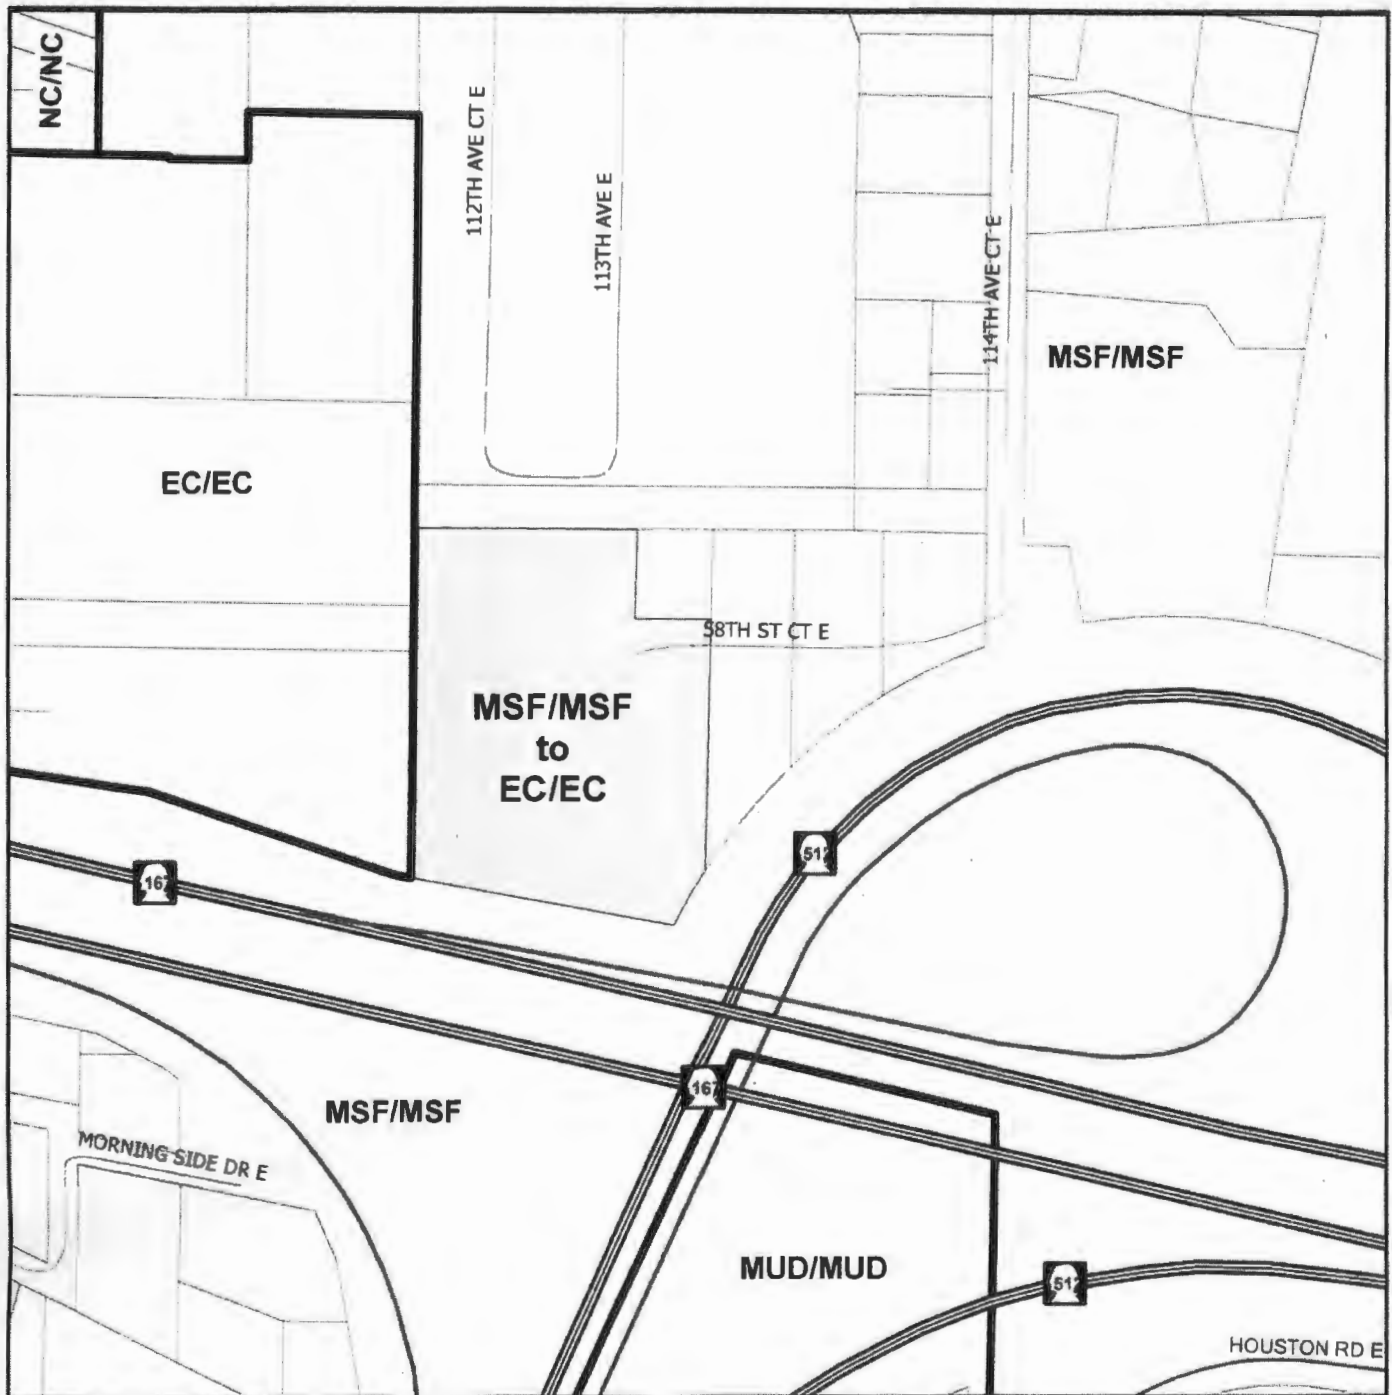 NC/NC
112TH AVE CT E
113TH AVE E
114TH AVE CT E
MSF/MSF
EC/EC
58TH ST CT E
MSF/MSF
to
EC/EC
512
167
167
MSF/MSF
MORNING SIDE DR E
MUD/MUD
512
HOUSTON RD E